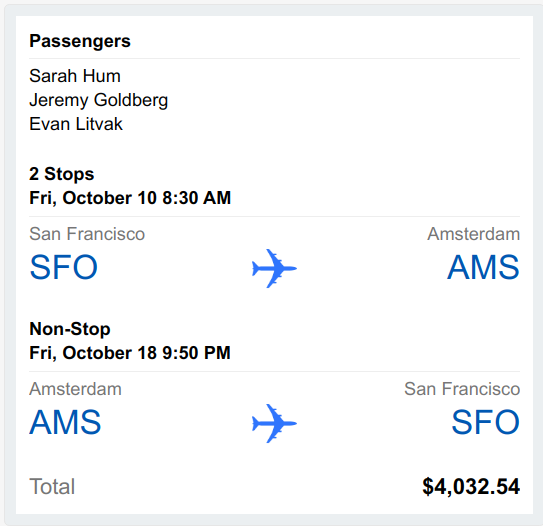 Passengers
Sarah Hum
Jeremy Goldberg
Evan Litvak
2 Stops
Fri, October 10 8:30 AM
San Francisco Amsterdam
SFO AMS
Non-Stop
Fri, October 18 9:50 PM
Amsterdam San Francisco
AMS SFO
Total $4,032.54